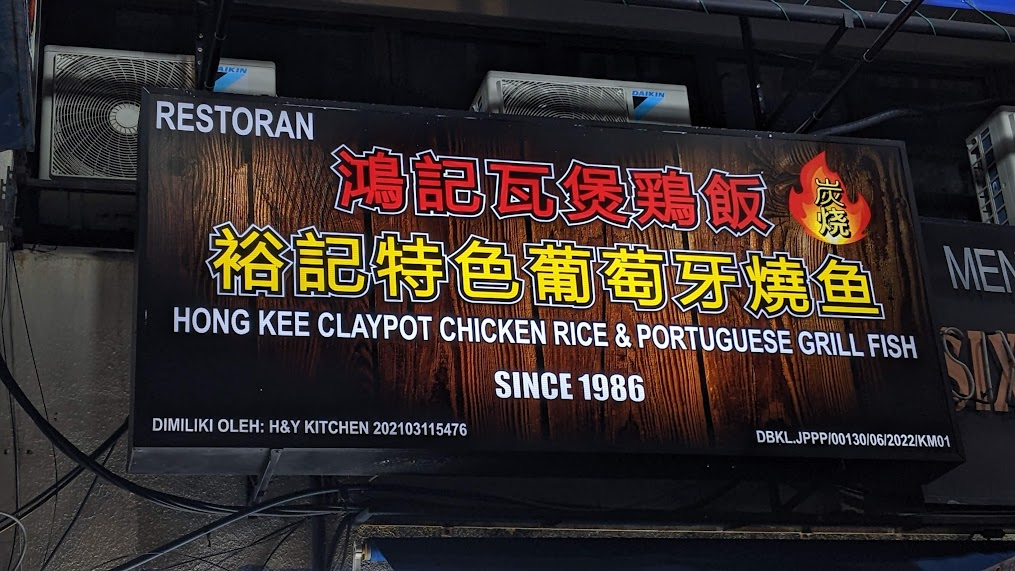 DAIKIN
DAIKIN
RESTORAN
鴻記瓦煲鷄飯
炭
烧
裕記特色葡萄牙燒鱼
HONG KEE CLAYPOT CHICKEN RICE & PORTUGUESE GRILL FISH
SINCE 1986
DIMILIKI OLEH: H&Y KITCHEN 202103115476
DBKL.JPPP/00130/06/2022/KM01
MEN
SIX